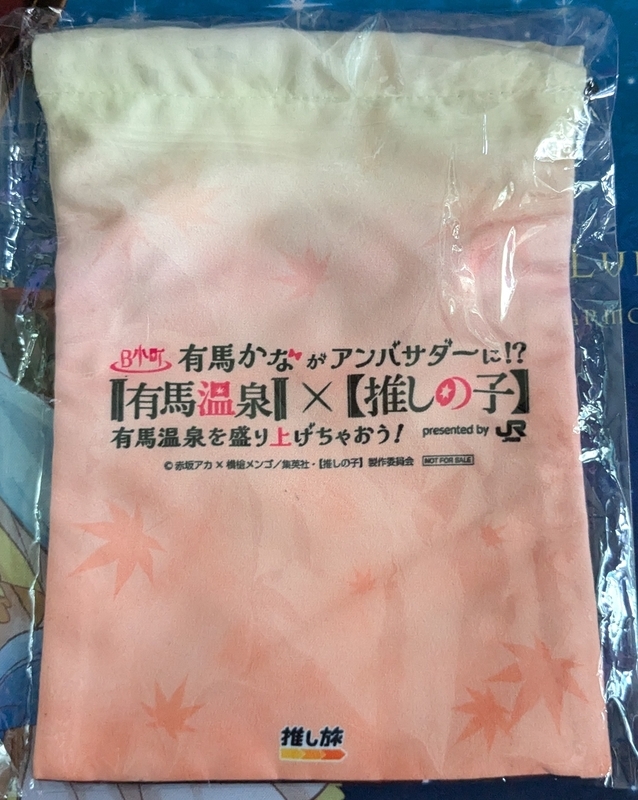 B小町 有馬かながアンバサダーに!?
【有馬温泉】×【推しの子】
有馬温泉を盛り上げちゃおう! presented by JR
©赤坂アカ×横槍メンゴ/集英社・【推しの子】製作委員会 NOT FOR SALE
推し旅